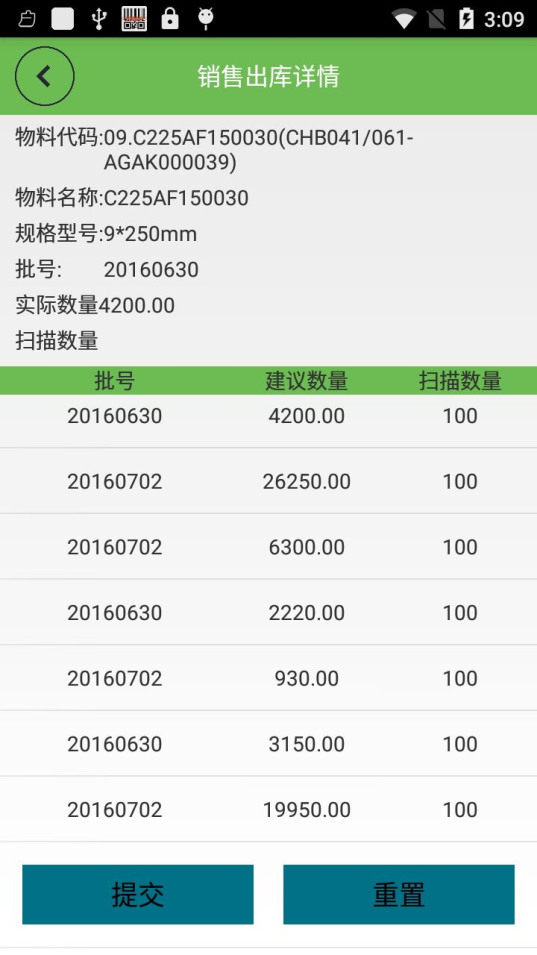 3:09
销售出库详情
物料代码:09.C225AF150030(CHB041/061-
AGAK000039)
物料名称:C225AF150030
规格型号:9*250mm
批号: 20160630
实际数量4200.00
扫描数量
批号 建议数量 扫描数量
20160630 4200.00 100
20160702 26250.00 100
20160702 6300.00 100
20160630 2220.00 100
20160702 930.00 100
20160630 3150.00 100
20160702 19950.00 100
提交 重置